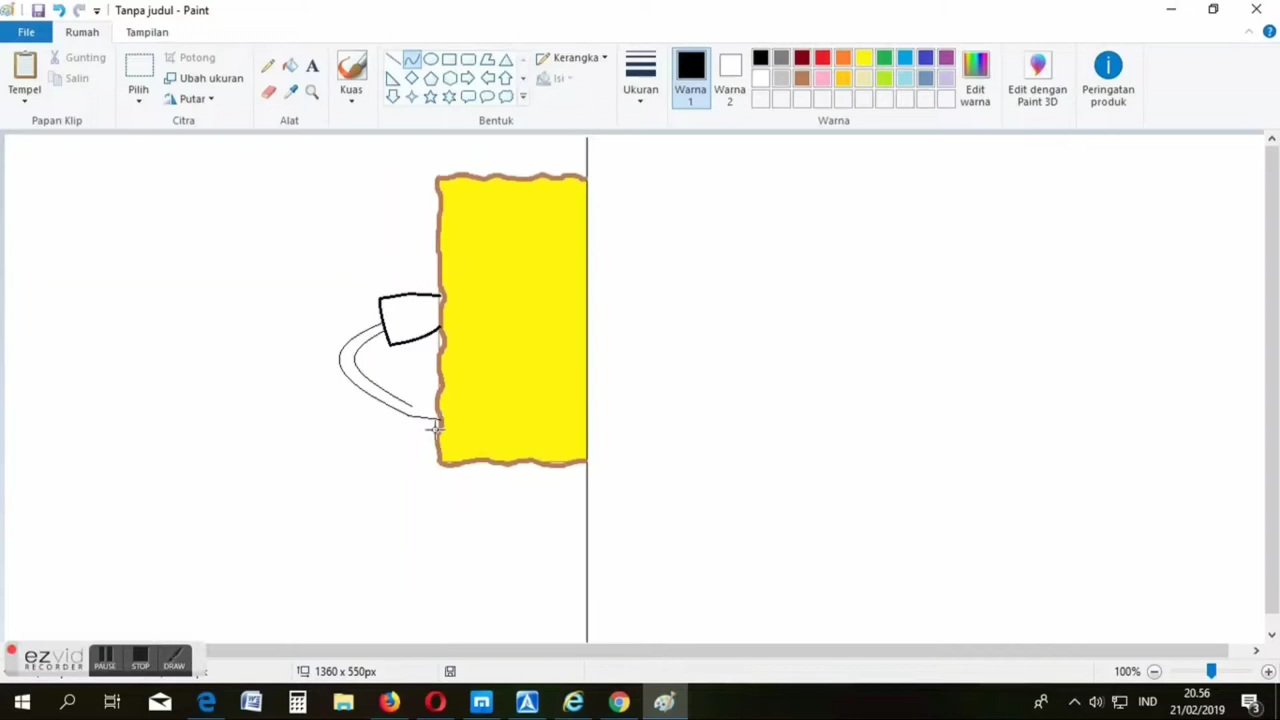 Tanpa judul - Paint
File Rumah Tampilan
Tempel
Gunting
Salin
Papan Klip
Pilih
Potong
Ubah ukuran
Putar
Citra
A
Alat
Kuas
Kerangka
Isi
Bentuk
Ukuran
Warna 1
Warna 2
Edit warna
Edit dengan Paint 3D
Peringatan produk
Warna
ezvid
RECORDER
PAUSE STOP DRAW
1360 x 550px
100%
IND
20.56
21/02/2019
3